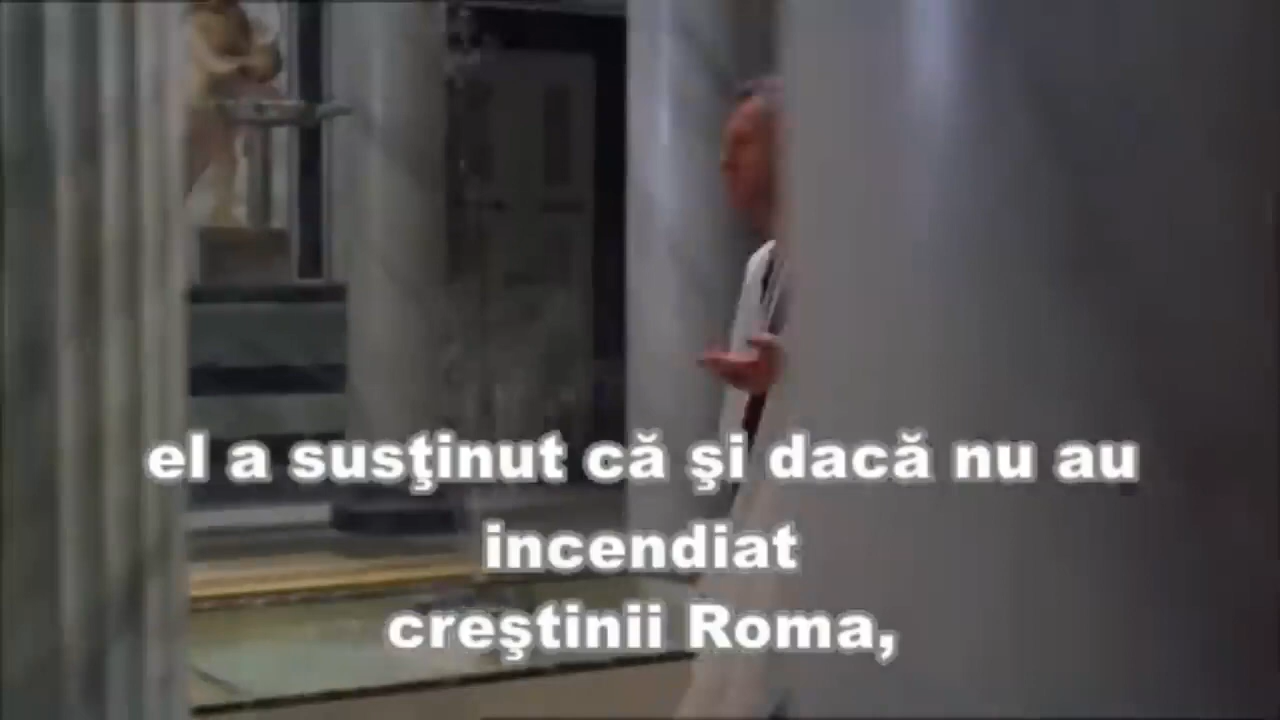 el a susţinut că şi dacă nu au
incendiat
creştinii Roma,